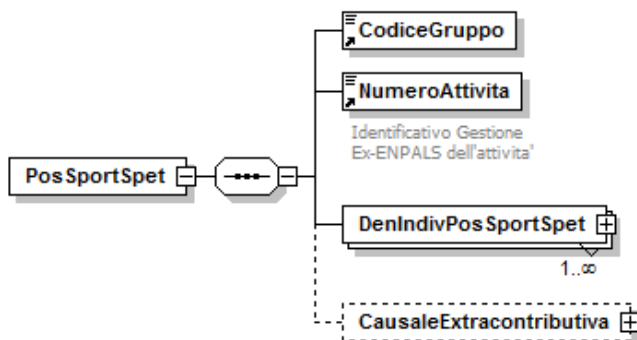 CodiceGruppo
NumeroAttivita
Identificativo Gestione
Ex-ENPALS dell'attivita'
PosSportSpet
DenIndivPosSportSpet
1..∞
CausaleExtracontributiva